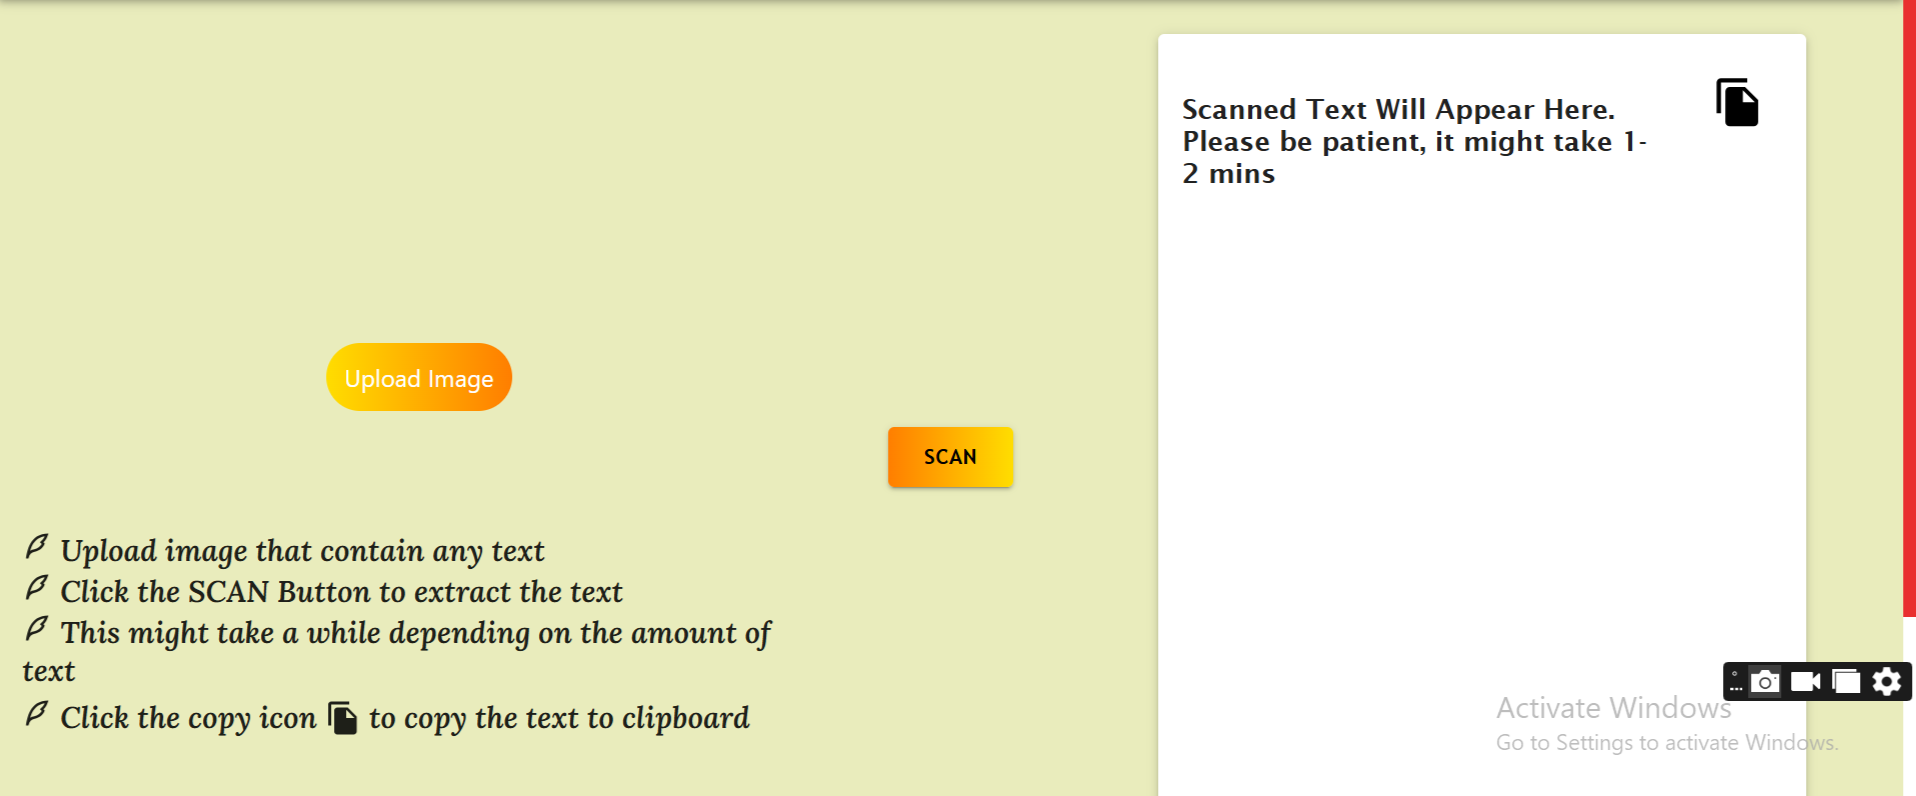 Scanned Text Will Appear Here.
Please be patient, it might take 1-
2 mins
Upload Image
SCAN
Upload image that contain any text
Click the SCAN Button to extract the text
This might take a while depending on the amount of
text
Click the copy icon to copy the text to clipboard
Activate Windows
Go to Settings to activate Windows.